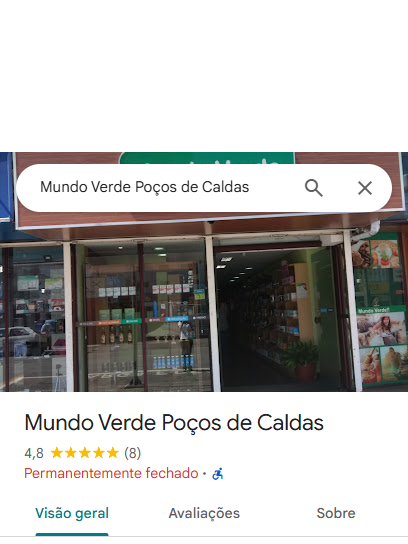 Mundo Verde Poços de Caldas
Mundo Verde
Mundo Verde Poços de Caldas
4,8 (8)
Permanentemente fechado ·
Visão geral Avaliações Sobre